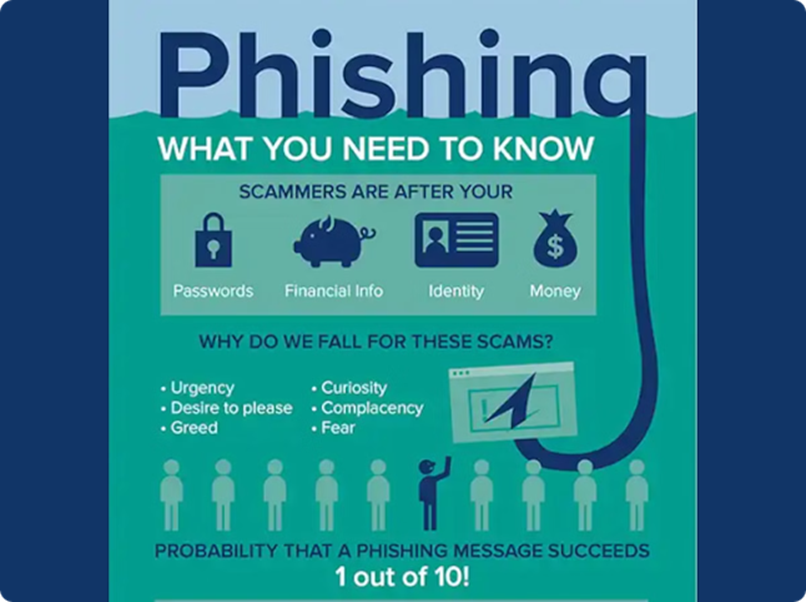 Phishing
WHAT YOU NEED TO KNOW
SCAMMERS ARE AFTER YOUR
$
Passwords Financial Info Identity Money
WHY DO WE FALL FOR THESE SCAMS?
• Urgency • Curiosity
• Desire to please • Complacency
• Greed • Fear
!
PROBABILITY THAT A PHISHING MESSAGE SUCCEEDS
1 out of 10!